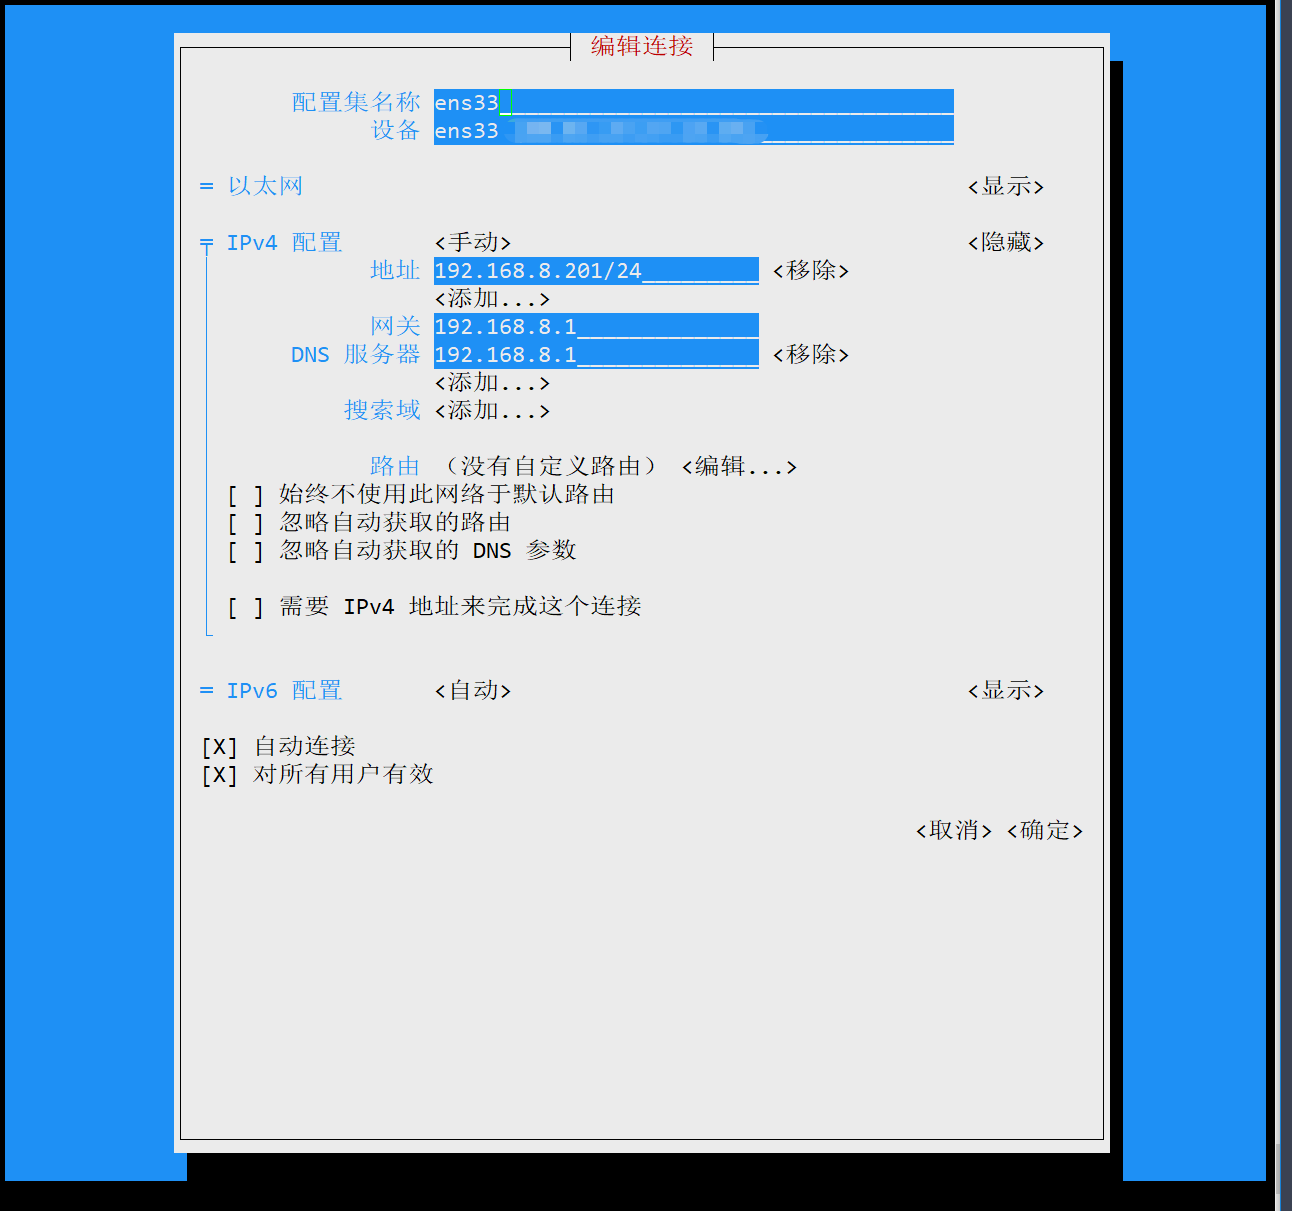 编辑连接
配置集名称 ens33
设备 ens33
= 以太网 <显示>
IPv4 配置 <手动> <隐藏>
地址 192.168.8.201/24_________ <移除>
<添加...>
网关 192.168.8.1______________
DNS 服务器 192.168.8.1______________ <移除>
<添加...>
搜索域 <添加...>
路由 （没有自定义路由） <编辑...>
[ ] 始终不使用此网络于默认路由
[ ] 忽略自动获取的路由
[ ] 忽略自动获取的 DNS 参数
[ ] 需要 IPv4 地址来完成这个连接
= IPv6 配置 <自动> <显示>
[X] 自动连接
[X] 对所有用户有效
<取消> <确定>